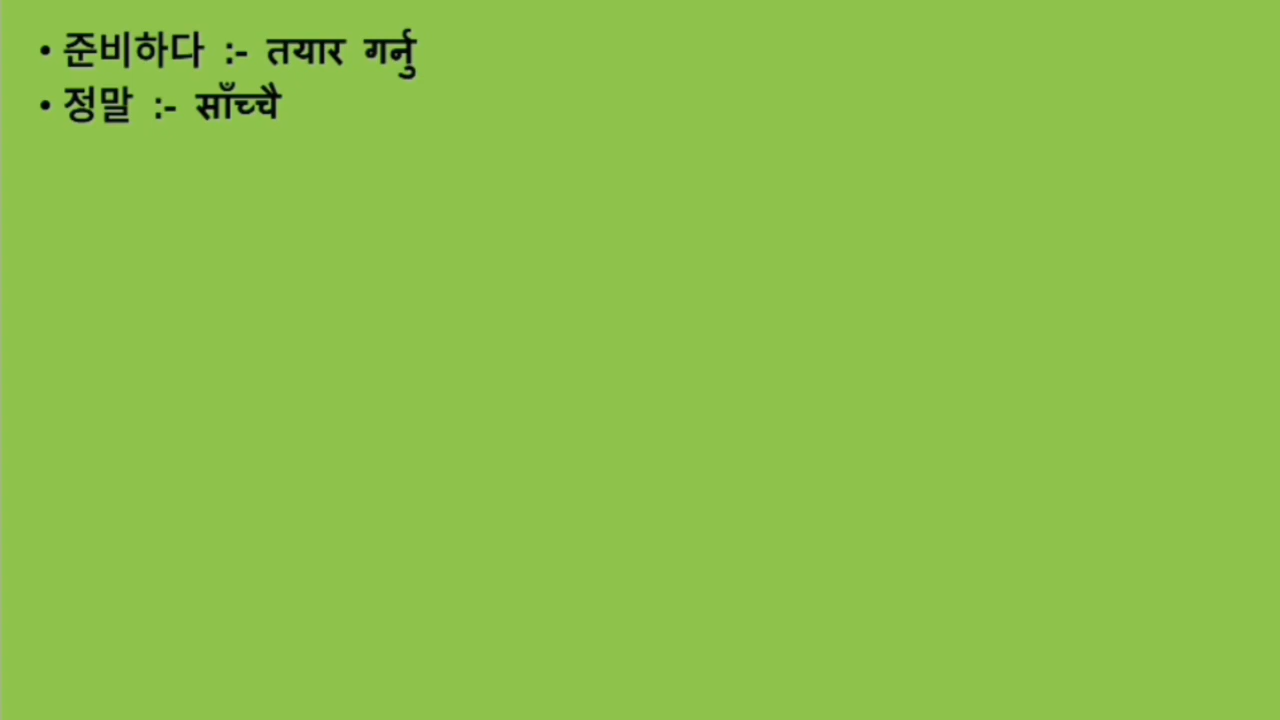 • 준비하다 :- तयार गर्नु
• 정말 :- साँच्चै